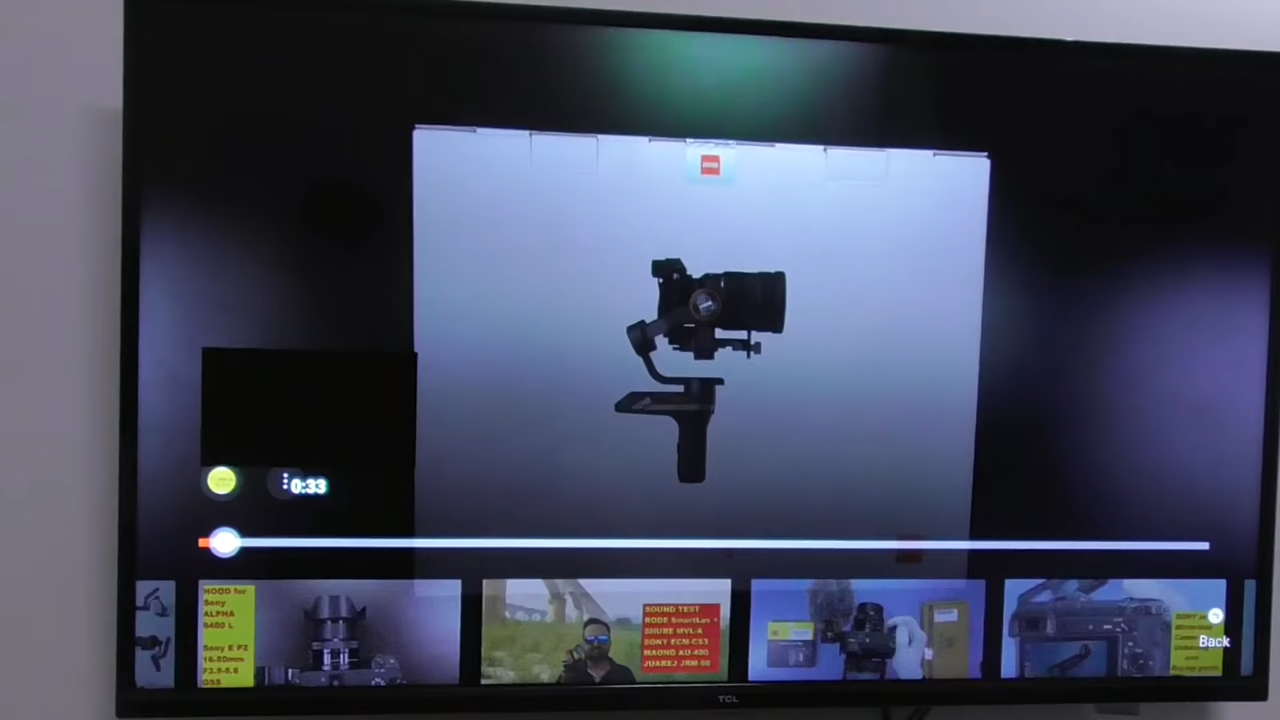 0:33
HOOD for
Sony
ALPHA
6400 L
Sony E PZ
16-50mm
F3.5-5.6
OSS
SOUND TEST
RODE SmartLav +
SHURE MVL-A
SONY ECM-CS3
MAONO AU-400
JUAREZ JRM-50
Back
TCL